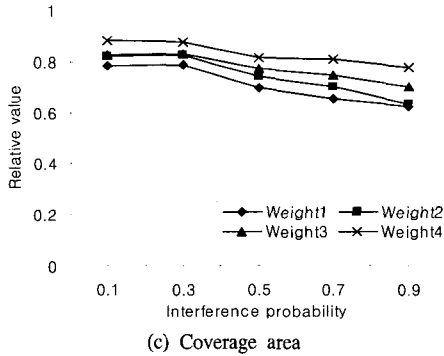 1
0.8
0.6
0.4
0.2
0
Relative value
Weight1 Weight2
Weight3 Weight4
0.1 0.3 0.5 0.7 0.9
Interference probability
(c) Coverage area